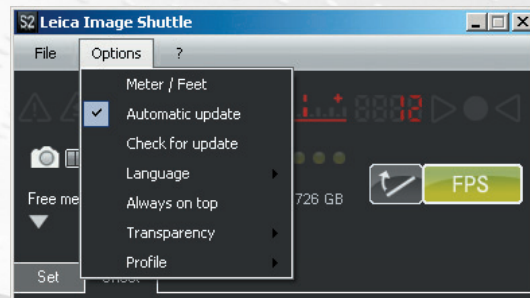 S2 Leica Image Shuttle
File Options ?
Meter / Feet
Automatic update
Check for update
Language
Always on top
Transparency
Profile
Free me
726 GB
FPS
Set